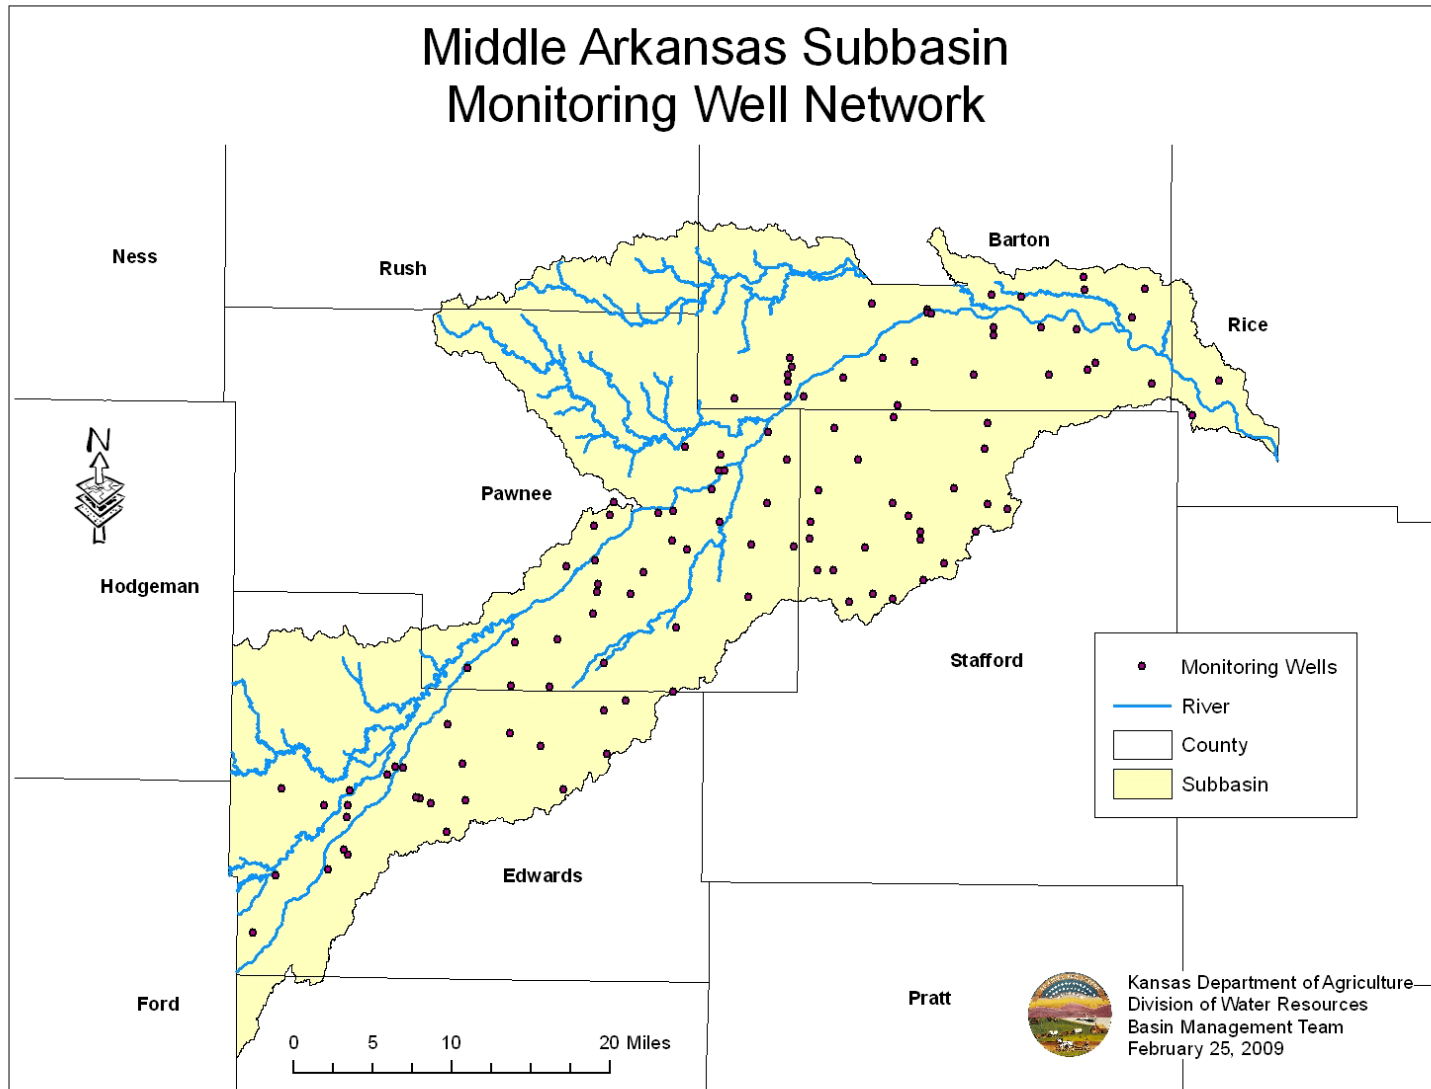 Middle Arkansas Subbasin
Monitoring Well Network
Ness
Rush
Barton
Rice
N
Pawnee
Hodgeman
Stafford
Monitoring Wells
River
County
Subbasin
Edwards
Ford
Pratt
0 5 10 20 Miles
Kansas Department of Agriculture
Division of Water Resources
Basin Management Team
February 25, 2009